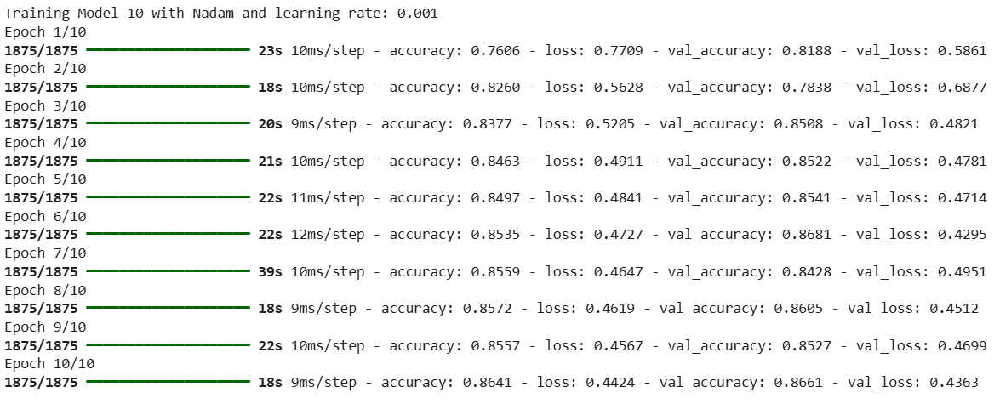 Training Model 10 with Nadam and learning rate: 0.001
Epoch 1/10
1875/1875 ━━━━━━━━━━━━━━━━━━━━ 23s 10ms/step - accuracy: 0.7606 - loss: 0.7709 - val_accuracy: 0.8188 - val_loss: 0.5861
Epoch 2/10
1875/1875 ━━━━━━━━━━━━━━━━━━━━ 18s 10ms/step - accuracy: 0.8260 - loss: 0.5628 - val_accuracy: 0.7838 - val_loss: 0.6877
Epoch 3/10
1875/1875 ━━━━━━━━━━━━━━━━━━━━ 20s 9ms/step - accuracy: 0.8377 - loss: 0.5205 - val_accuracy: 0.8508 - val_loss: 0.4821
Epoch 4/10
1875/1875 ━━━━━━━━━━━━━━━━━━━━ 21s 10ms/step - accuracy: 0.8463 - loss: 0.4911 - val_accuracy: 0.8522 - val_loss: 0.4781
Epoch 5/10
1875/1875 ━━━━━━━━━━━━━━━━━━━━ 22s 11ms/step - accuracy: 0.8497 - loss: 0.4841 - val_accuracy: 0.8541 - val_loss: 0.4714
Epoch 6/10
1875/1875 ━━━━━━━━━━━━━━━━━━━━ 22s 12ms/step - accuracy: 0.8535 - loss: 0.4727 - val_accuracy: 0.8681 - val_loss: 0.4295
Epoch 7/10
1875/1875 ━━━━━━━━━━━━━━━━━━━━ 39s 10ms/step - accuracy: 0.8559 - loss: 0.4647 - val_accuracy: 0.8428 - val_loss: 0.4951
Epoch 8/10
1875/1875 ━━━━━━━━━━━━━━━━━━━━ 18s 9ms/step - accuracy: 0.8572 - loss: 0.4619 - val_accuracy: 0.8605 - val_loss: 0.4512
Epoch 9/10
1875/1875 ━━━━━━━━━━━━━━━━━━━━ 22s 10ms/step - accuracy: 0.8557 - loss: 0.4567 - val_accuracy: 0.8527 - val_loss: 0.4699
Epoch 10/10
1875/1875 ━━━━━━━━━━━━━━━━━━━━ 18s 9ms/step - accuracy: 0.8641 - loss: 0.4424 - val_accuracy: 0.8661 - val_loss: 0.4363